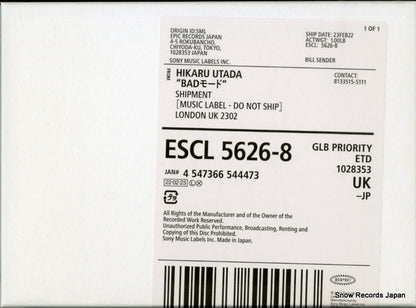 ORIGIN ID:SML
EPIC RECORDS JAPAN
4-5 ROKUBANCHO,
CHIYODA-KU, TOKYO,
1028353 JAPAN
SONY MUSIC LABELS INC.
SHIP DATE: 23FEB22
ACTWGT: 1.00LB
ESCL: 5626-8
BILL SENDER
1 OF 1
FROM
HIKARU UTADA
"BADモード"
SHIPMENT
[MUSIC LABEL - DO NOT SHIP]
LONDON UK 2302
CONTACT:
8133515-5111
ESCL 5626-8
JAN# 4 547366 544473
22·02·23 Ⓛ Ⓧ
GLB PRIORITY
ETD
1028353
UK
–JP
All Rights of the Manufacturer and of the Owner of the
Recorded Work Reserved.
Unauthorized Public Performance, Broadcasting, Renting and
Copying of this Disc Prohibited.
Sony Music Labels Inc. Made in Japan.
EPIC
Snow Records Japan